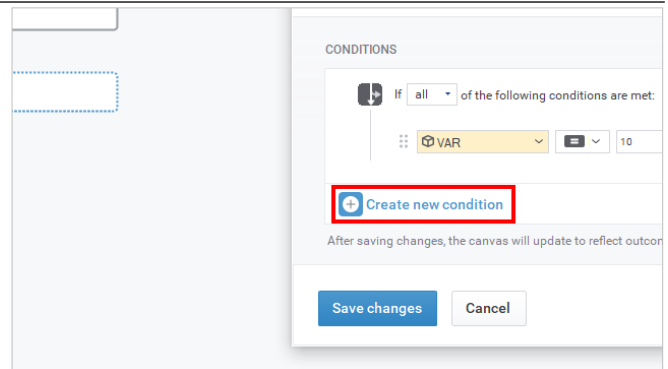 CONDITIONS
If all of the following conditions are met:
VAR = 10
Create new condition
After saving changes, the canvas will update to reflect
Save changes Cancel